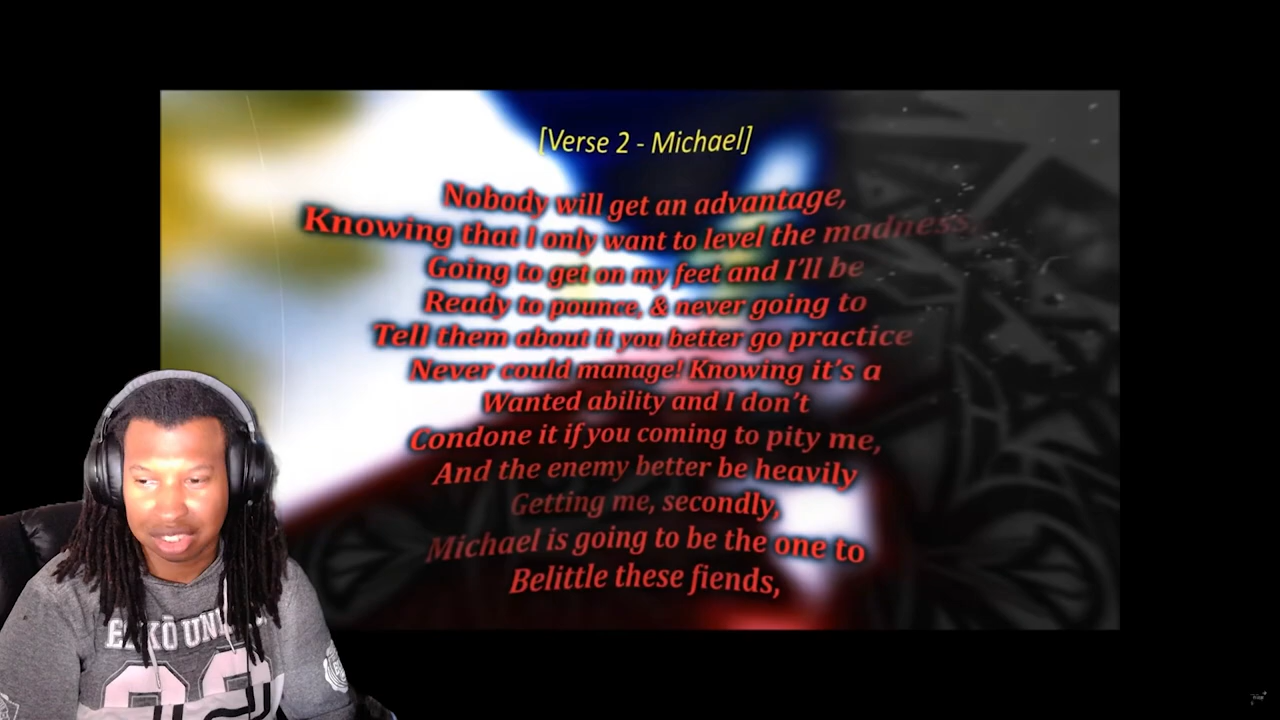 [Verse 2 - Michael]
Nobody will get an advantage,
Knowing that I only want to level the madness,
Going to get on my feet and I'll be
Ready to pounce, & never going to
Tell them about it you better go practice
Never could manage! Knowing it's a
Wanted ability and I don't
Condone it if you coming to pity me,
And the enemy better be heavily
Getting me, secondly,
Michael is going to be the one to
Belittle these fiends,